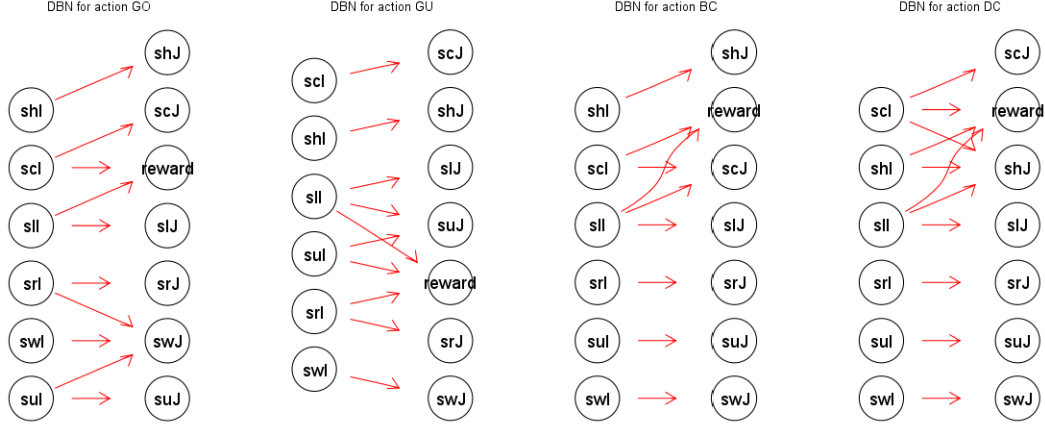 DBN for action GO
shI
scI
slI
srI
swI
suI
shJ
scJ
reward
slJ
srJ
swJ
suJ
DBN for action GU
scI
shI
slI
suI
srI
swI
scJ
shJ
slJ
suJ
reward
srJ
swJ
DBN for action BC
shI
scI
slI
srI
suI
swI
shJ
reward
scJ
slJ
srJ
suJ
swJ
DBN for action DC
scI
shI
slI
srI
suI
swI
scJ
reward
shJ
slJ
srJ
suJ
swJ